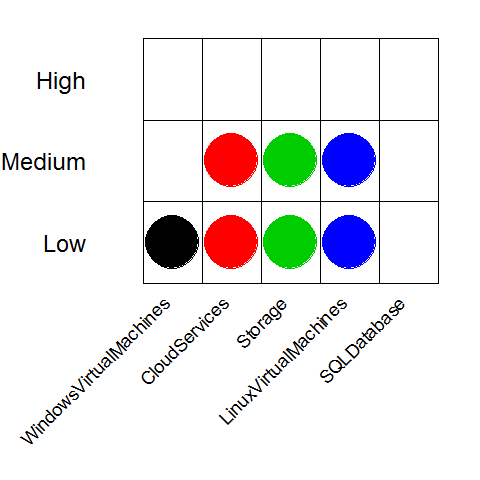 High
Medium
Low
WindowsVirtualMachines
CloudServices
Storage
LinuxVirtualMachines
SQLDatabase